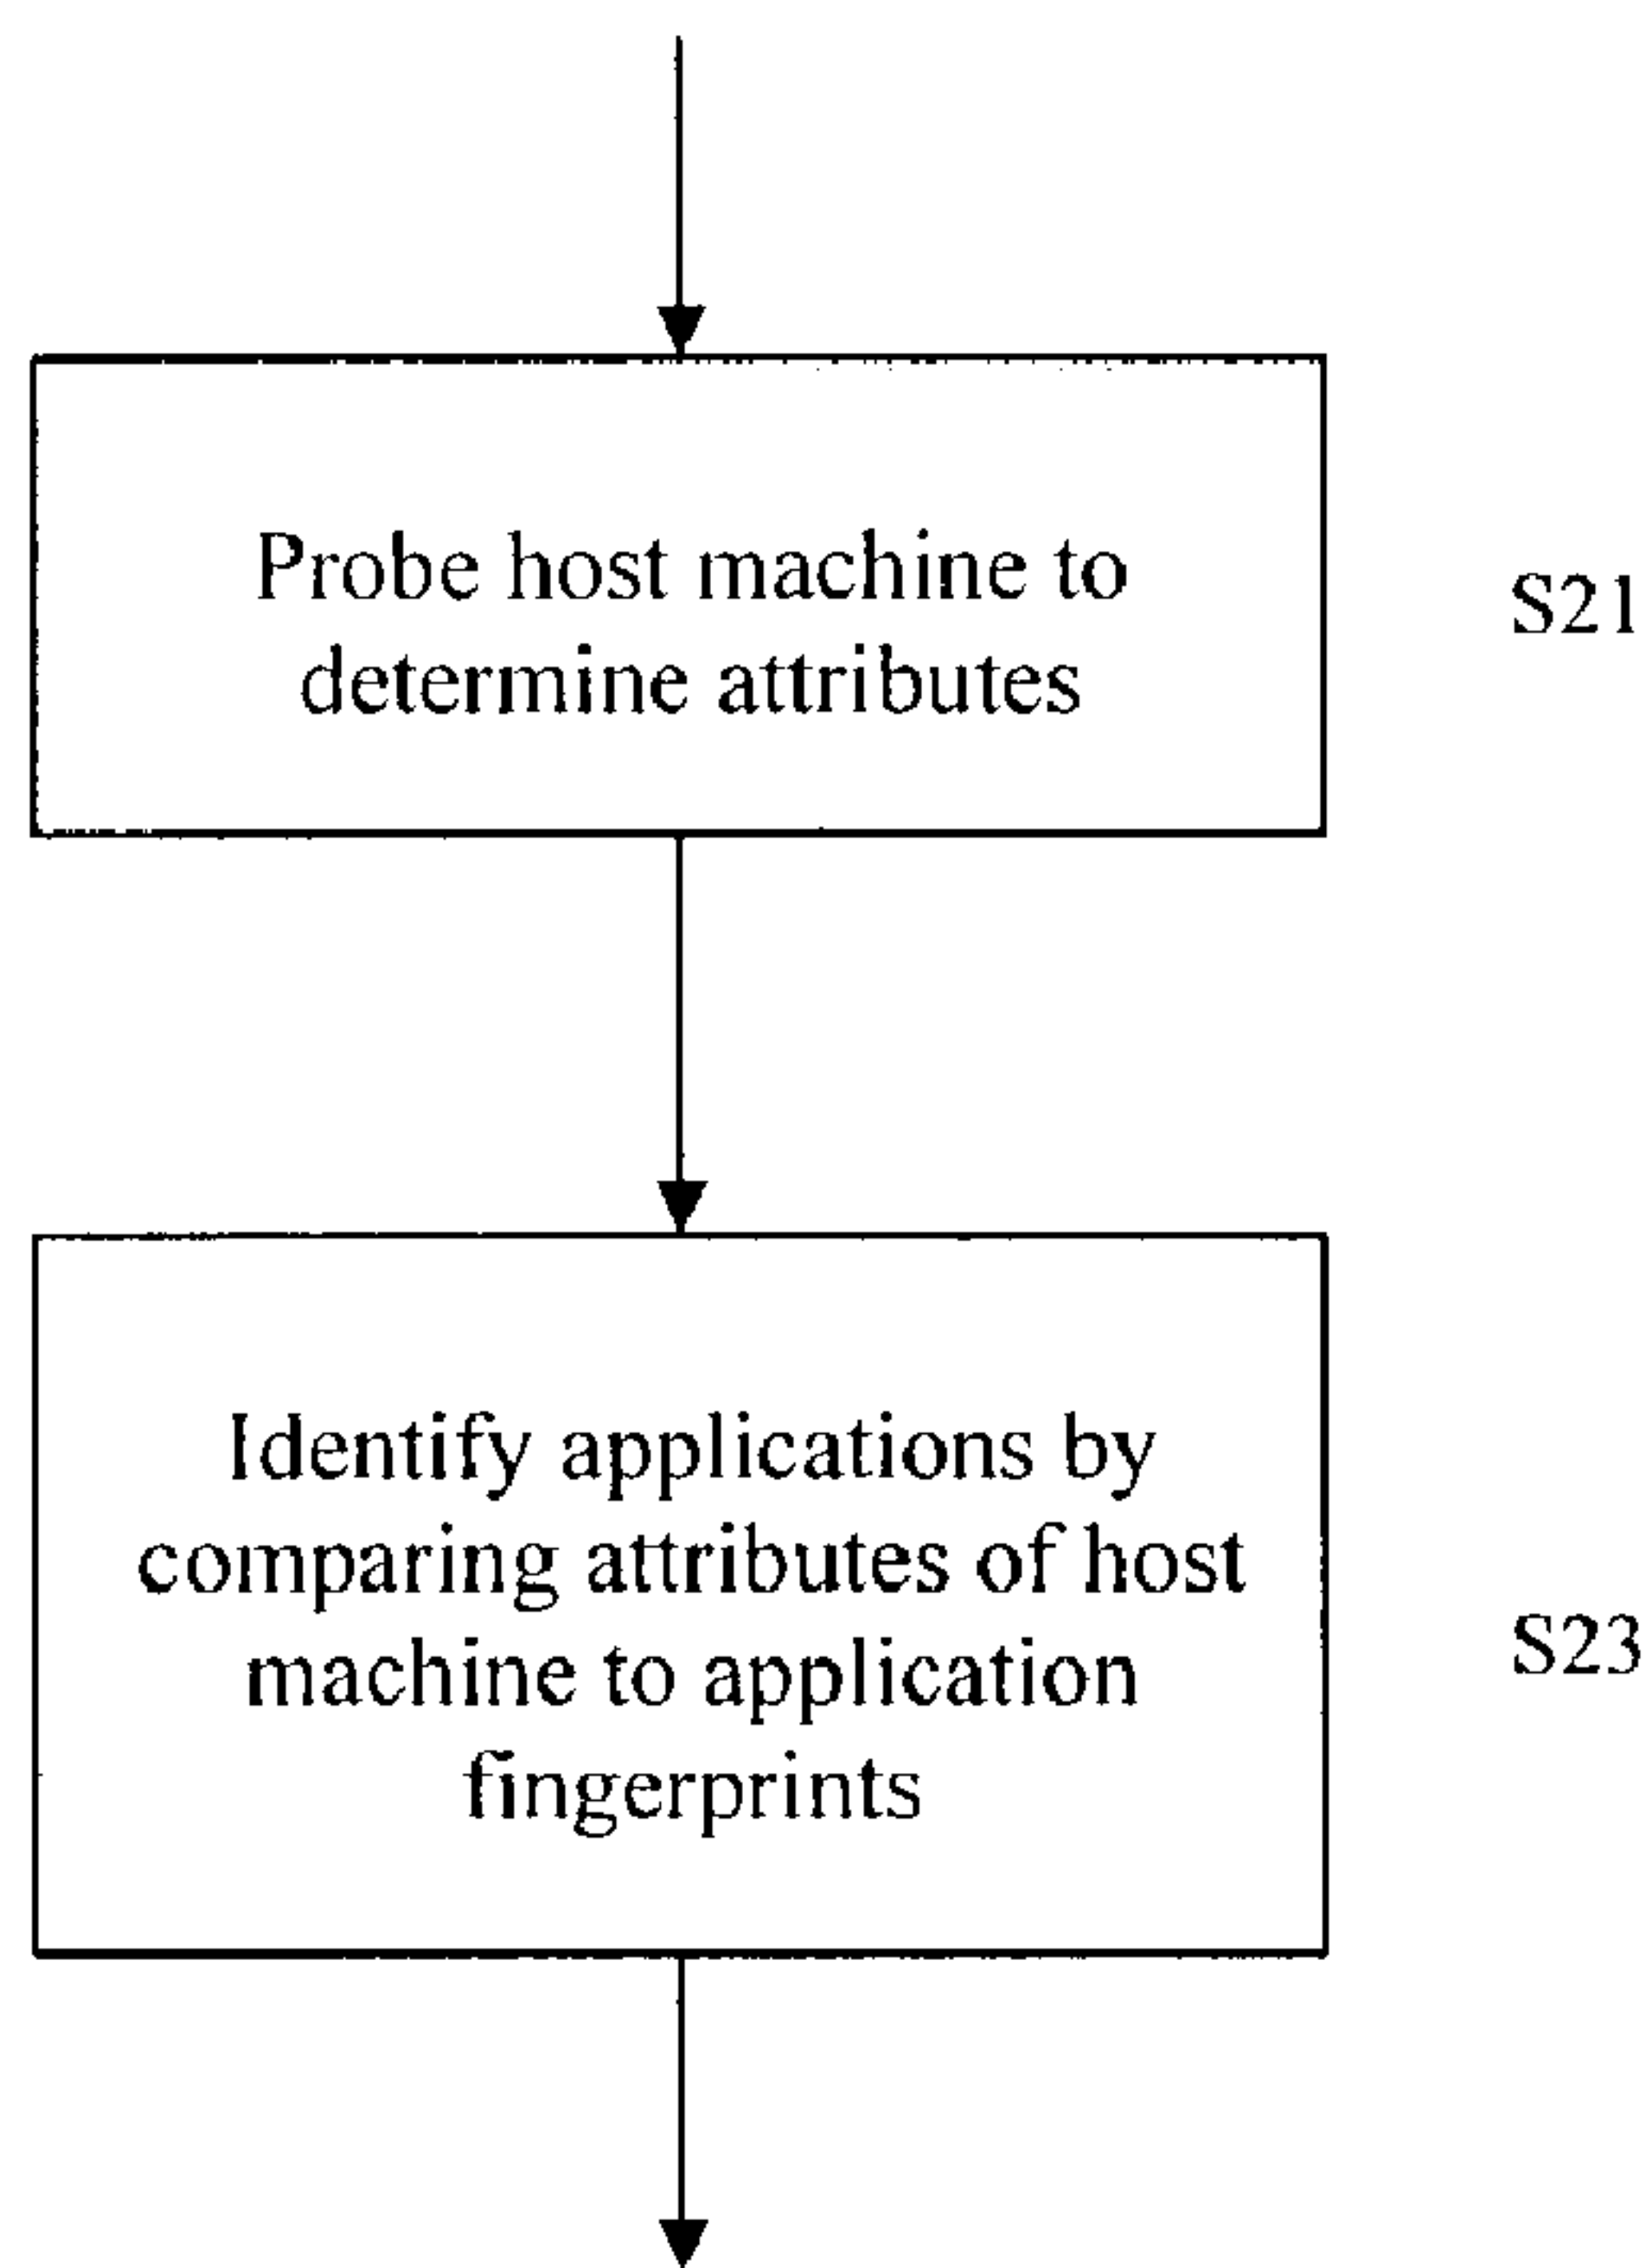 Probe host machine to
determine attributes
S21
Identify applications by
comparing attributes of host
machine to application
fingerprints
S23